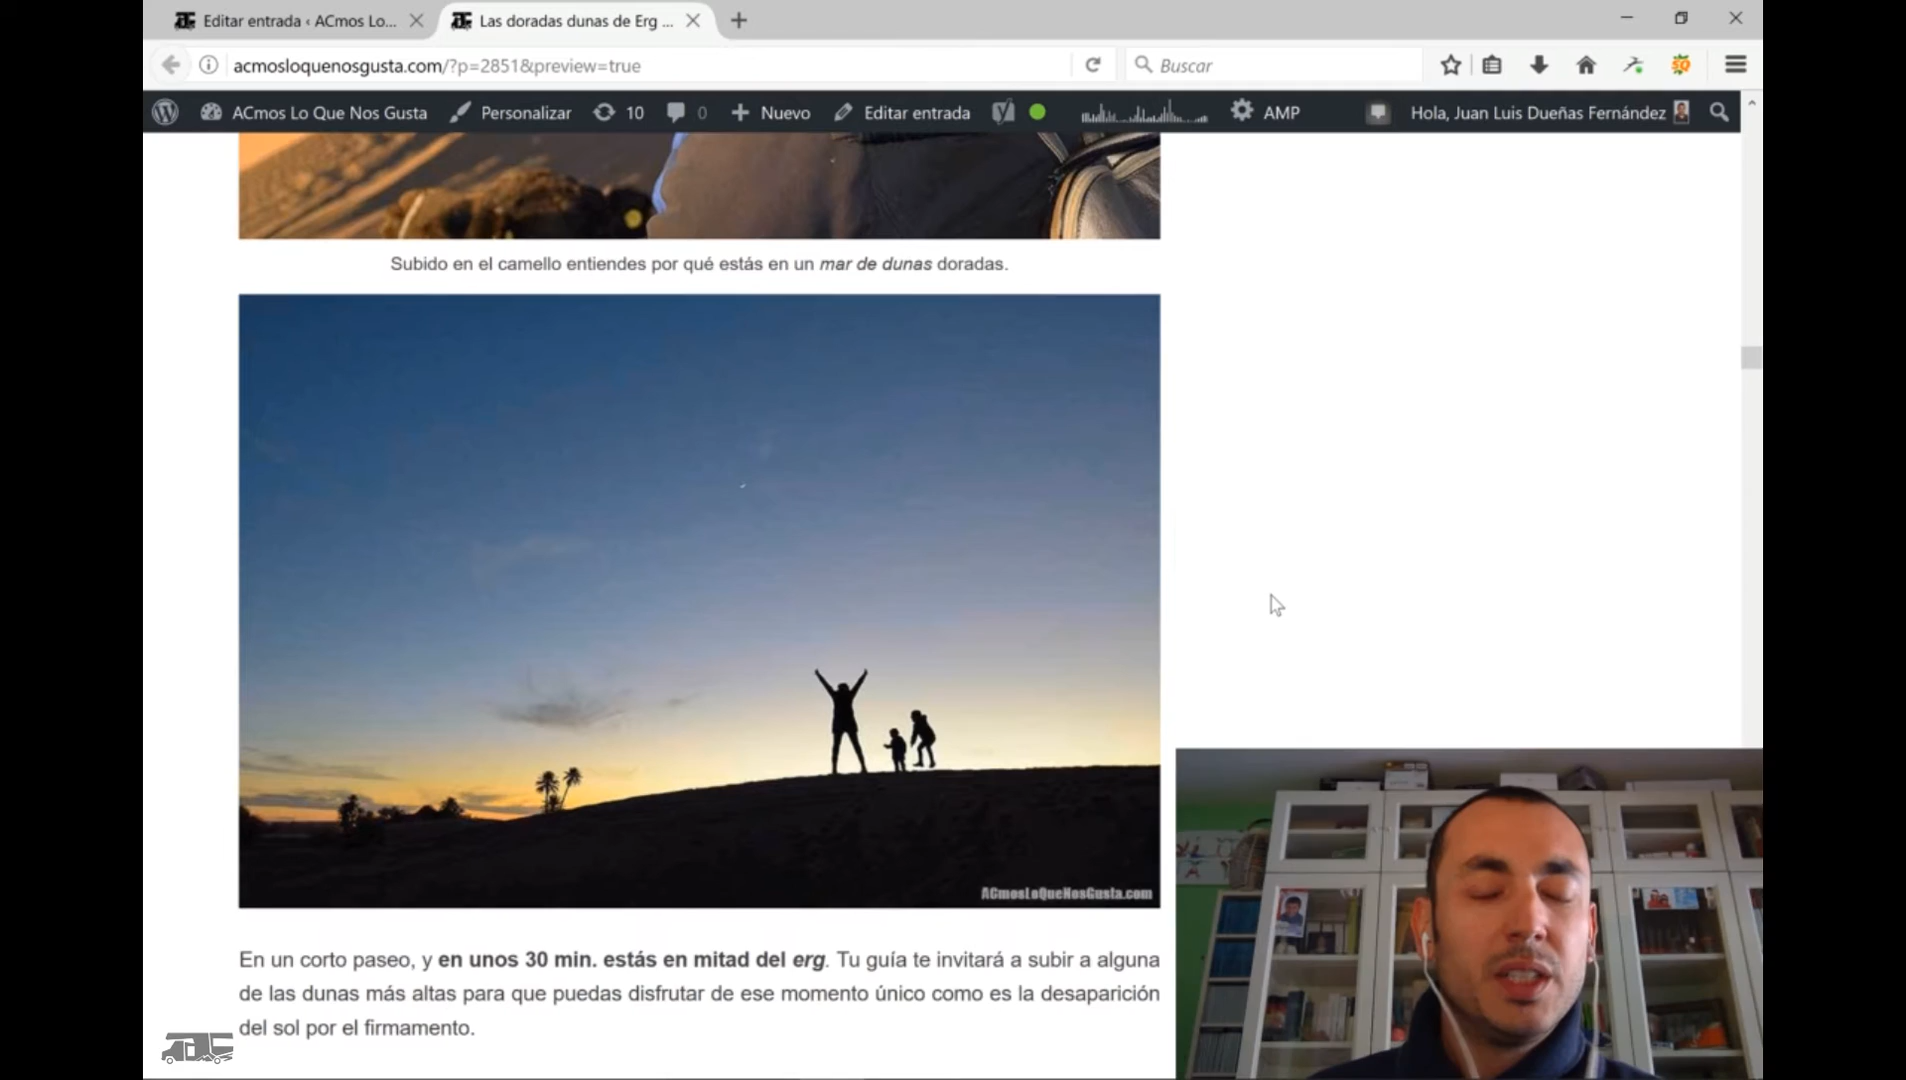 Editar entrada ‹ ACmos Lo...
Las doradas dunas de Erg ...
acmosloquenosgusta.com/?p=2851&preview=true
Buscar
ACmos Lo Que Nos Gusta
Personalizar
10
0
Nuevo
Editar entrada
AMP
Hola, Juan Luis Dueñas Fernández
Subido en el camello entiendes por qué estás en un mar de dunas doradas.
ACmosLoQueNosGusta.com
En un corto paseo, y en unos 30 min. estás en mitad del erg. Tu guía te invitará a subir a alguna
de las dunas más altas para que puedas disfrutar de ese momento único como es la desaparición
del sol por el firmamento.